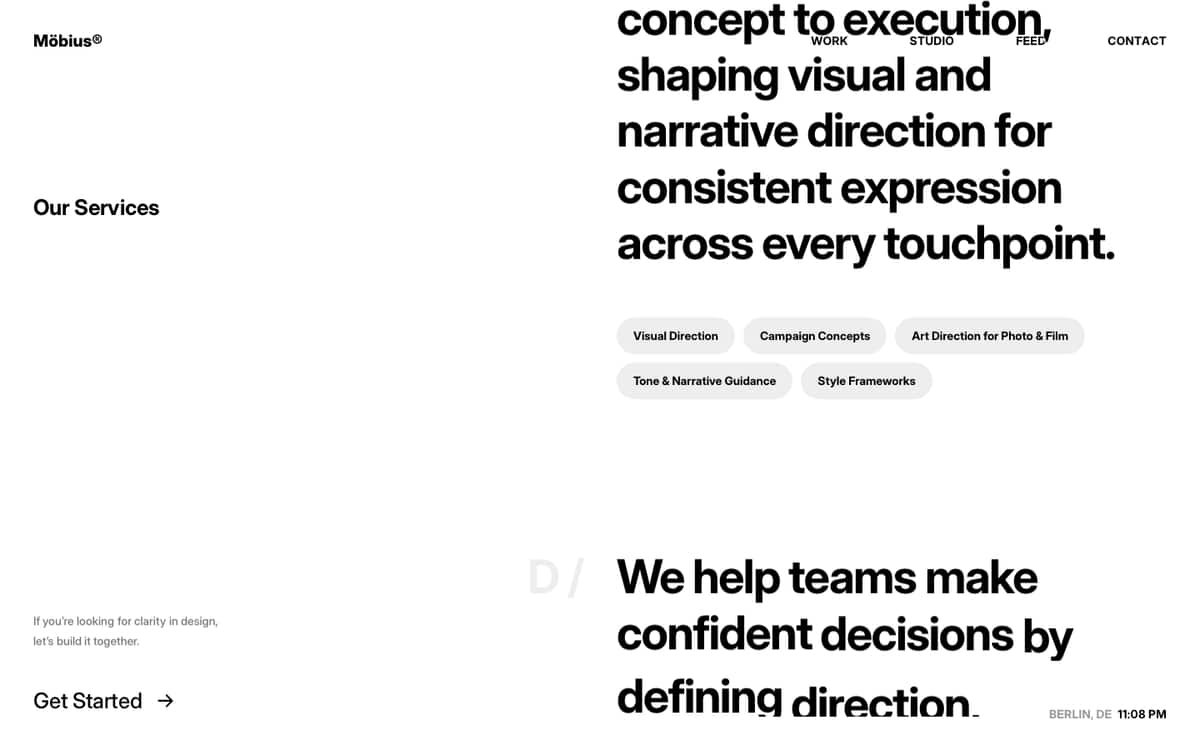 Möbius®
WORK
STUDIO
FEED
CONTACT
Our Services
concept to execution,
shaping visual and
narrative direction for
consistent expression
across every touchpoint.
Visual Direction
Campaign Concepts
Art Direction for Photo & Film
Tone & Narrative Guidance
Style Frameworks
D /
We help teams make
confident decisions by
defining direction,
If you're looking for clarity in design,
let's build it together.
Get Started →
BERLIN, DE 11:08 PM